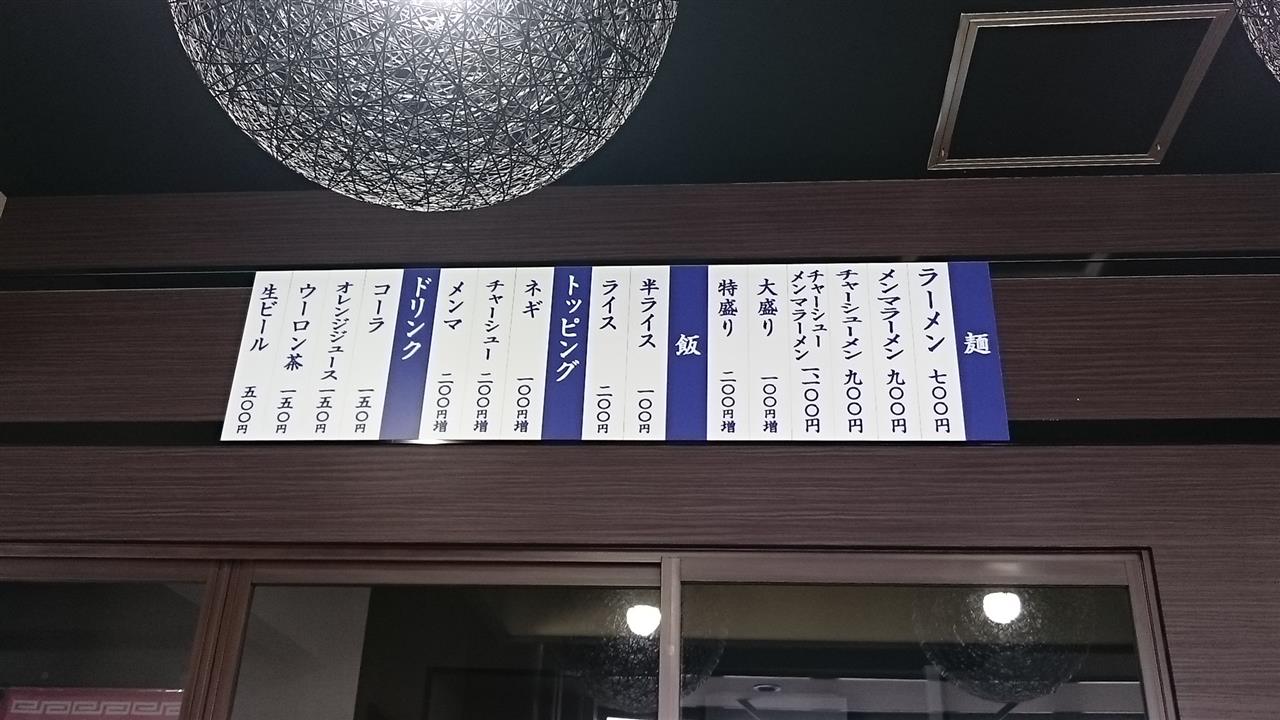 麺
ラーメン 七〇〇円
メンマラーメン 九〇〇円
チャーシューメン 九〇〇円
チャーシュー
メンマラーメン 一、一〇〇円
大盛り 一〇〇円増
特盛り 二〇〇円増
飯
半ライス 一〇〇円
ライス 二〇〇円
トッピング
ネギ 一〇〇円増
チャーシュー 二〇〇円増
メンマ 二〇〇円増
ドリンク
コーラ 一五〇円
オレンジジュース 一五〇円
ウーロン茶 一五〇円
生ビール 五〇〇円